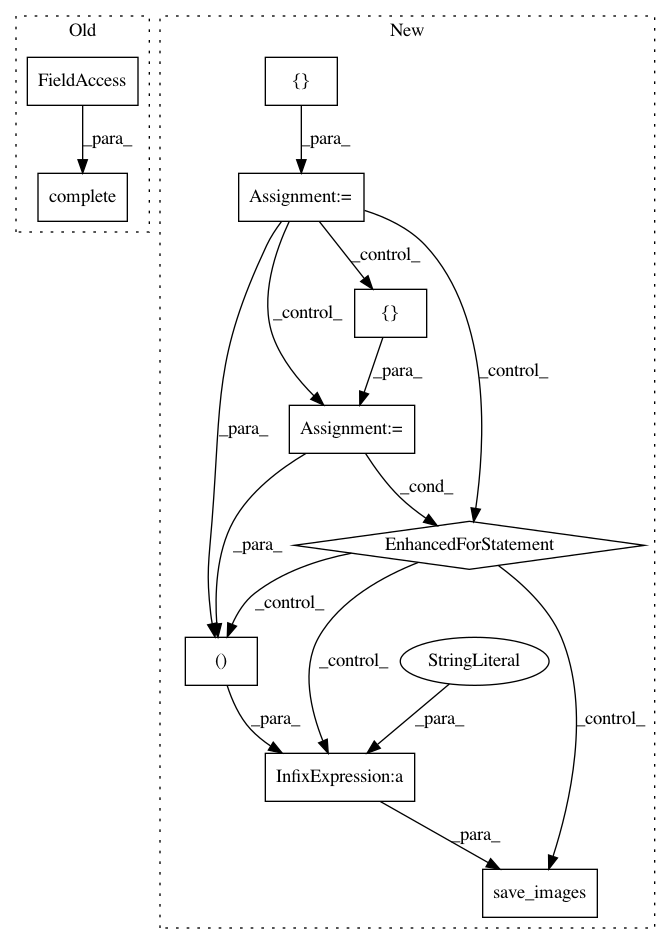 Old
New
FieldAccess
{}
_para_
_para_
complete
Assignment:=
_control_
{}
_control_
_para_
_control_
_para_
Assignment:=
_cond_
_para_
EnhancedForStatement
_control_
()
_control_
StringLiteral
_para_
_para_
_control_
InfixExpression:a
_para_
save_images